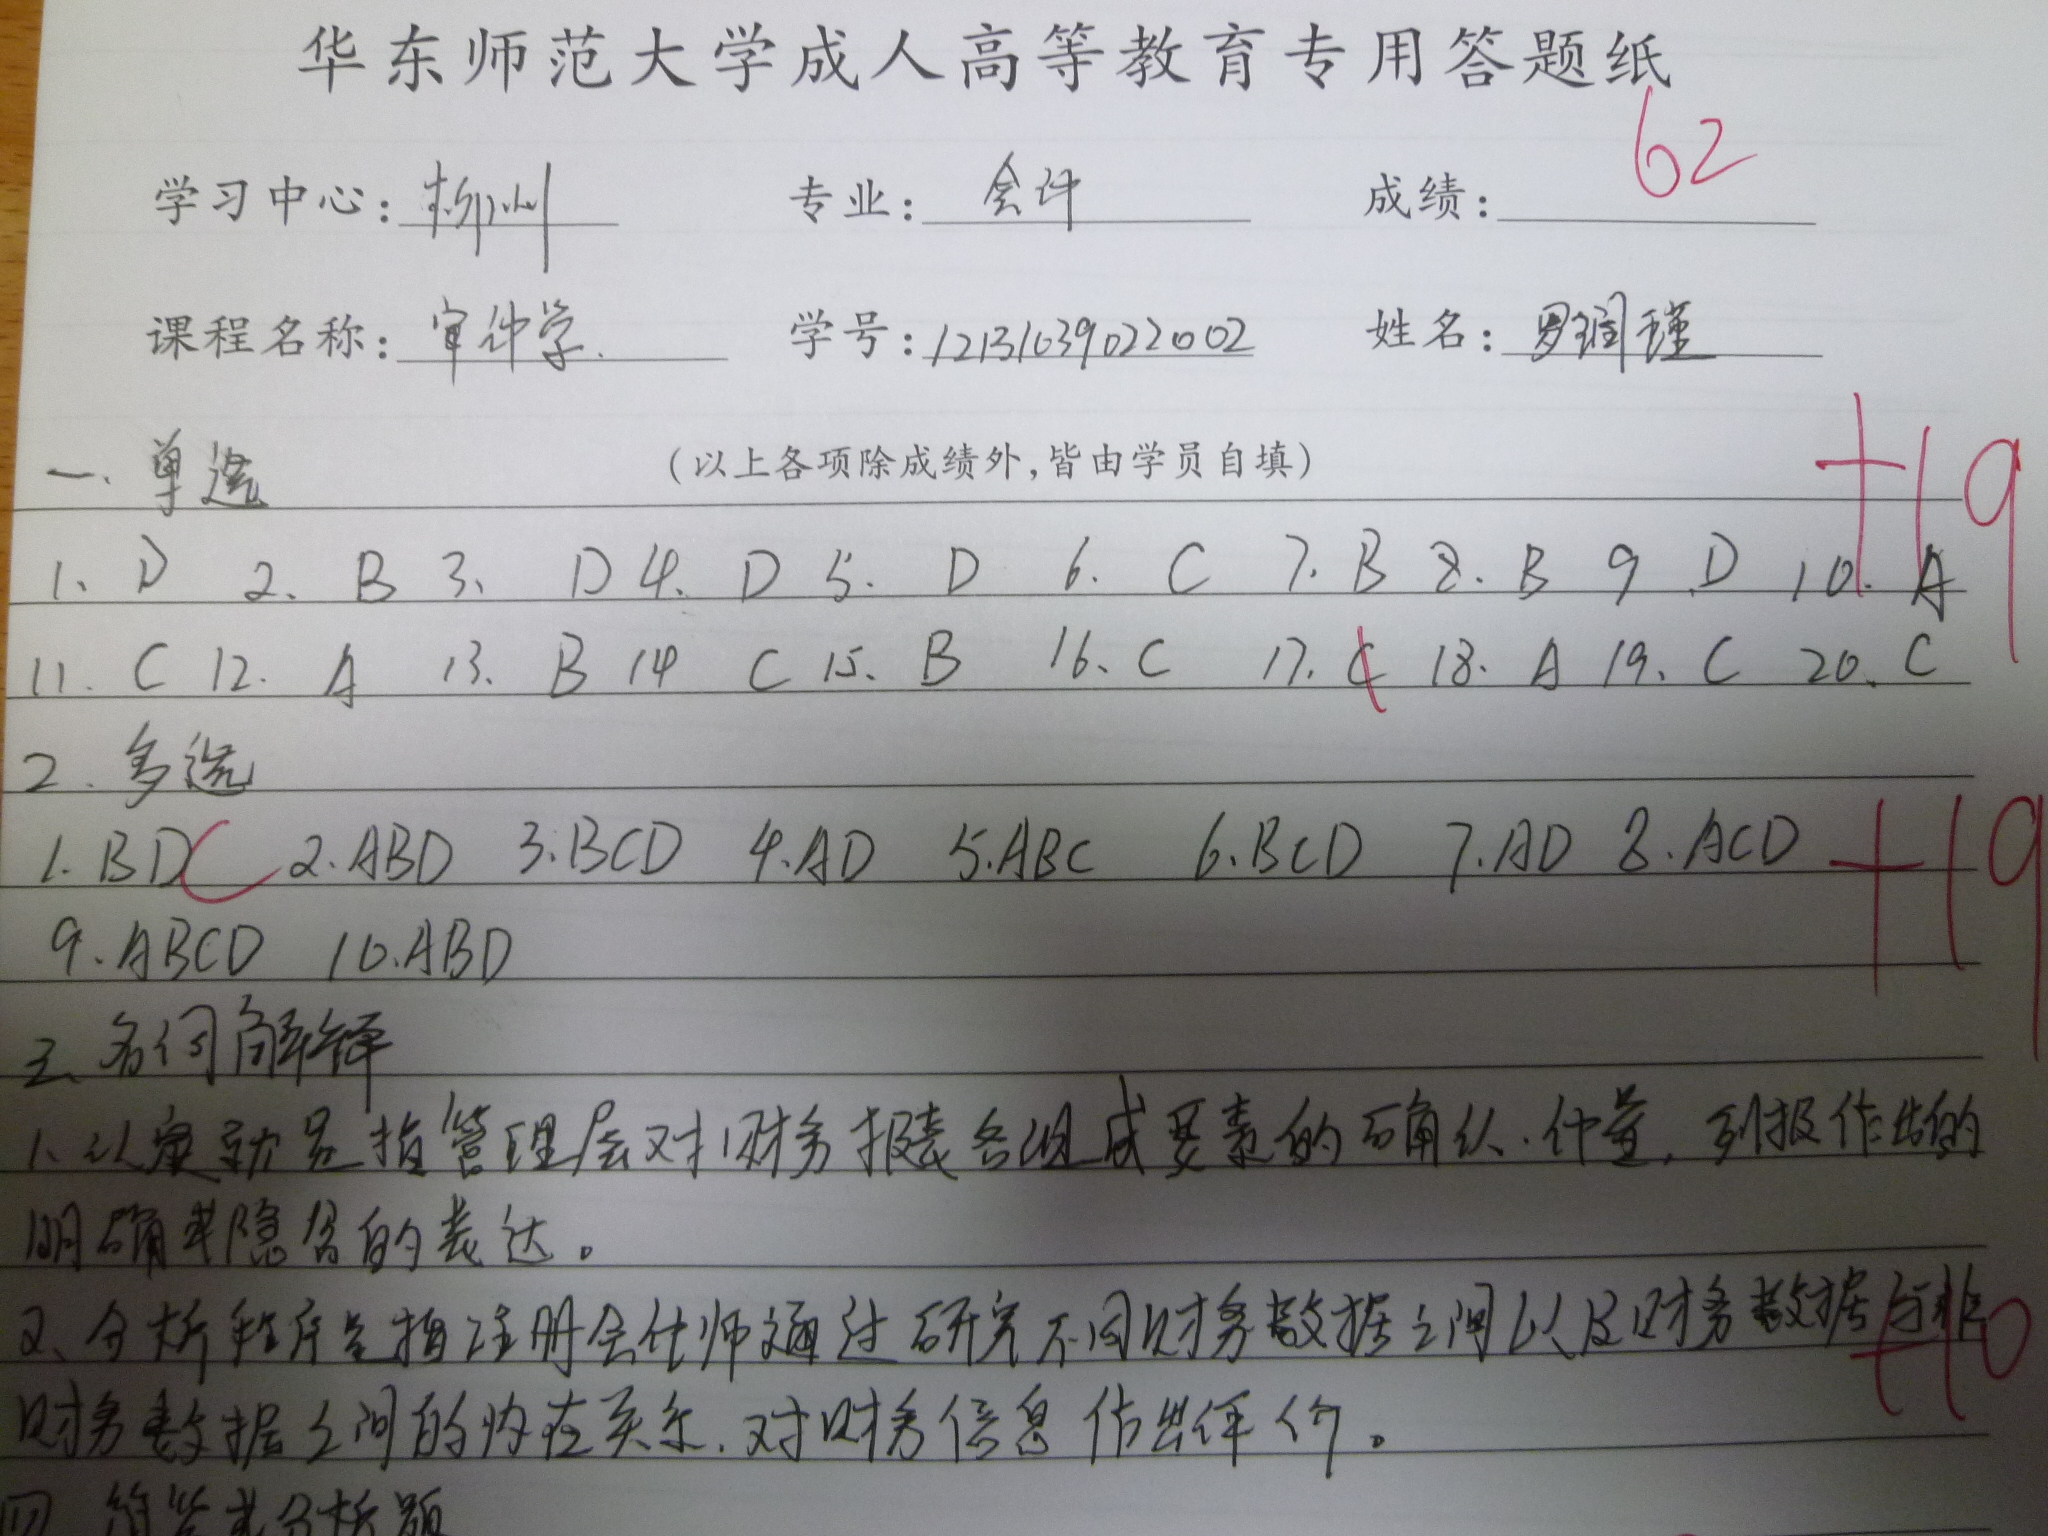 华东师范大学成人高等教育专用答题纸
62
学习中心: 柳州 专业: 会计 成绩:
课程名称: 审计学. 学号: 12131039022002 姓名: 罗润瑾
一、单选 (以上各项除成绩外,皆由学员自填) +19
1. D 2. B 3. D 4. D 5. D 6. C 7. B 8. B 9 D 10. A
11. C 12. A 13. B 14 C 15. B 16. C 17. C 18. A 19. C 20. C
2. 多选
1. BDC 2. ABD 3. BCD 4. AD 5. ABC 6. BCD 7. AD 8. ACD +19
9. ABCD 10. ABD
三、名词解释
1、认定就是指管理层对财务报表各组成要素的确认、计量,列报作出的
明确或隐含的表达。
2、分析程序是指注册会计师通过研究不同财务数据之间以及财务数据与非 +10
财务数据之间的内在关系,对财务信息作出评价。
四 简答或分析题